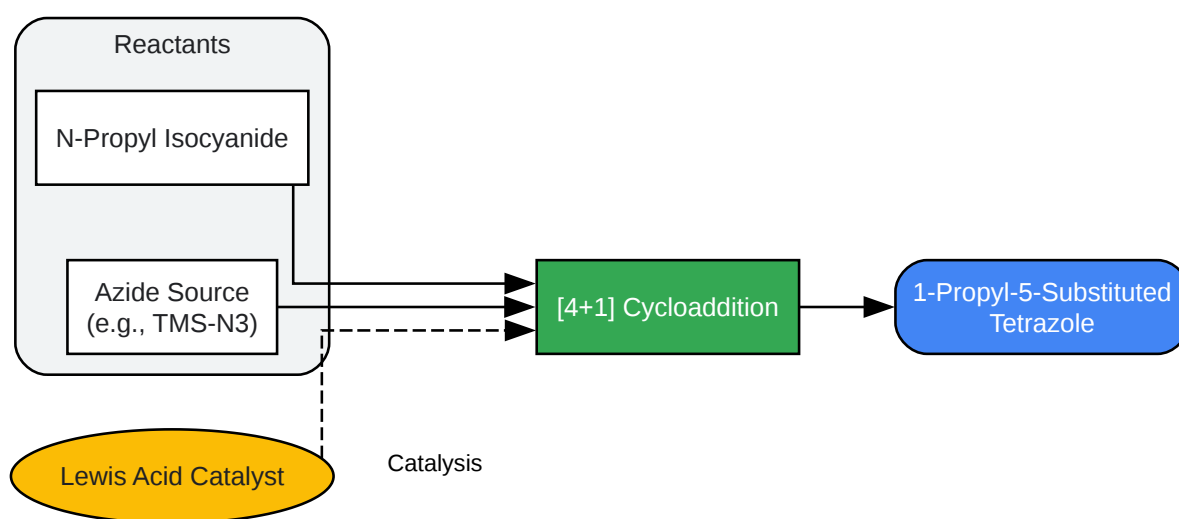 Reactants
N-Propyl Isocyanide
Azide Source
(e.g., TMS-N3)
[4+1] Cycloaddition
1-Propyl-5-Substituted
Tetrazole
Lewis Acid Catalyst
Catalysis